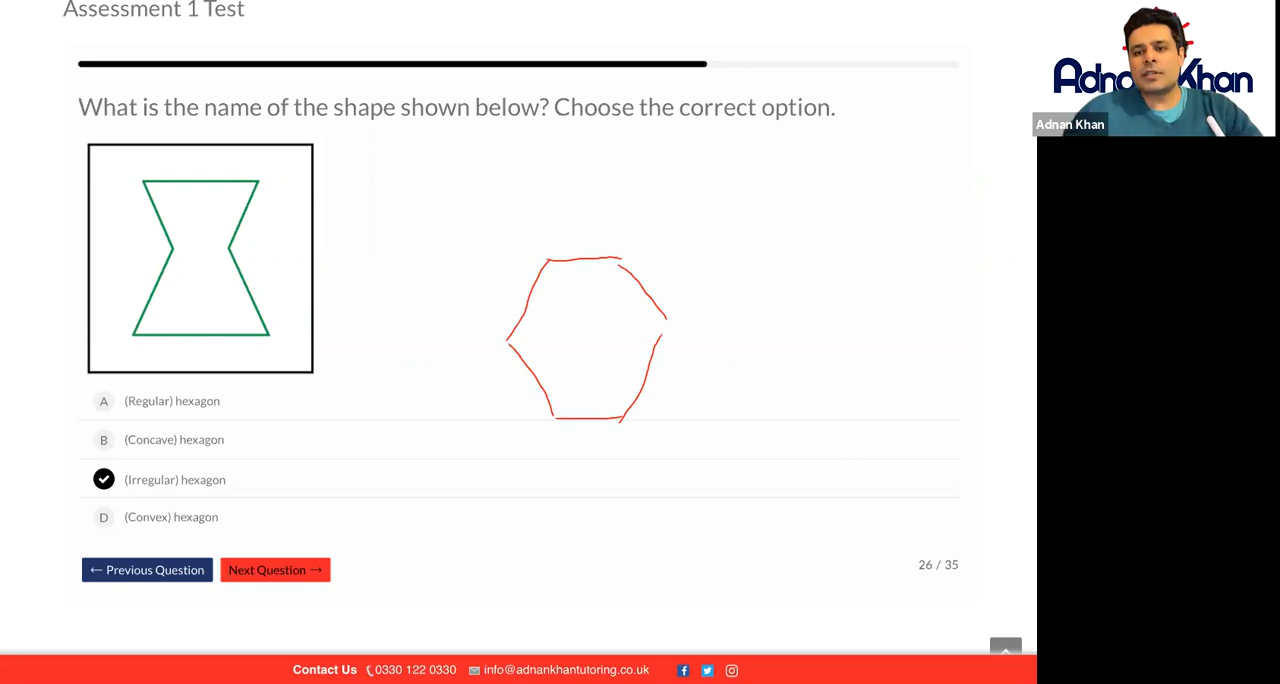 Assessment 1 Test
What is the name of the shape shown below? Choose the correct option.
A (Regular) hexagon
B (Concave) hexagon
(Irregular) hexagon
D (Convex) hexagon
← Previous Question
Next Question →
26 / 35
Adnan Khan
Contact Us 0330 122 0330 info@adnankhantutoring.co.uk